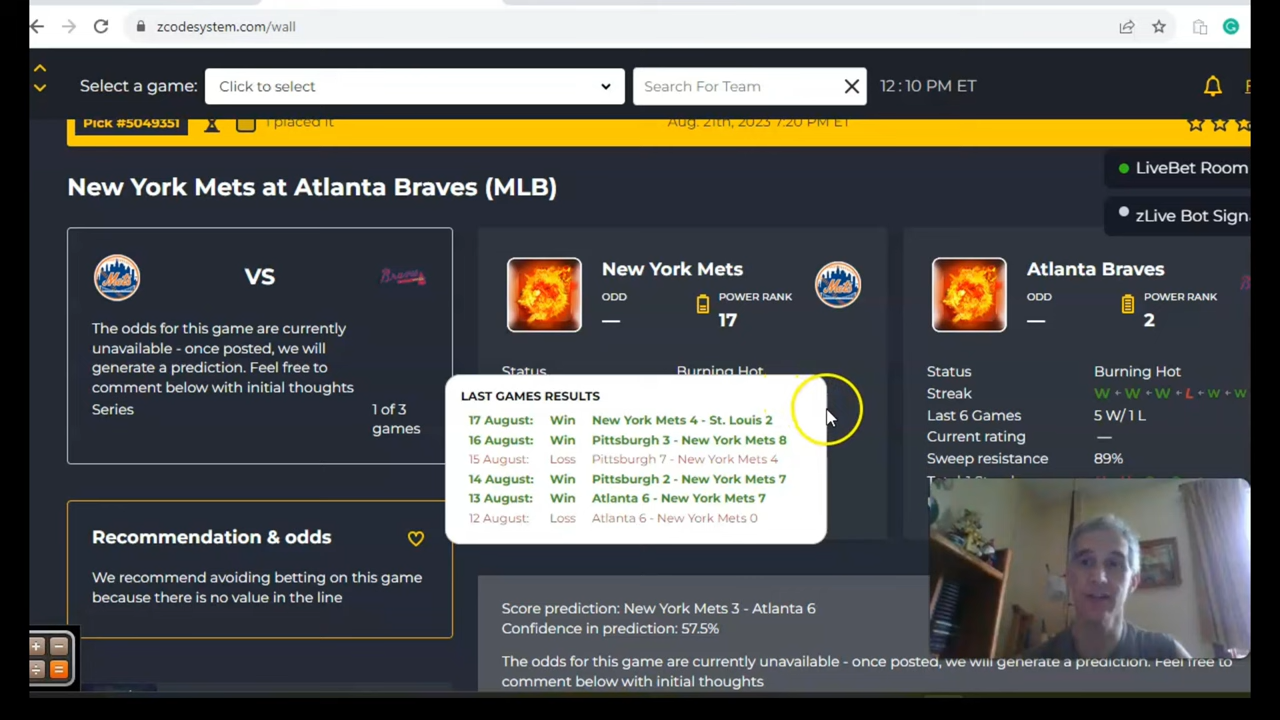 zcodesystem.com/wall
Select a game: Click to select Search For Team 12:10 PM ET
Pick #5049351 I placed it Aug. 21th, 2023 7:20 PM ET
New York Mets at Atlanta Braves (MLB)
LiveBet Room
zLive Bot Sign
VS
The odds for this game are currently
unavailable - once posted, we will
generate a prediction. Feel free to
comment below with initial thoughts
Series 1 of 3
games
New York Mets
ODD POWER RANK
— 17
Status Burning Hot
Atlanta Braves
ODD POWER RANK
— 2
Status Burning Hot
Streak W W W L W W
Last 6 Games 5 W/ 1 L
Current rating —
Sweep resistance 89%
LAST GAMES RESULTS
17 August: Win New York Mets 4 - St. Louis 2
16 August: Win Pittsburgh 3 - New York Mets 8
15 August: Loss Pittsburgh 7 - New York Mets 4
14 August: Win Pittsburgh 2 - New York Mets 7
13 August: Win Atlanta 6 - New York Mets 7
12 August: Loss Atlanta 6 - New York Mets 0
Recommendation & odds
We recommend avoiding betting on this game
because there is no value in the line
Score prediction: New York Mets 3 - Atlanta 6
Confidence in prediction: 57.5%
The odds for this game are currently unavailable - once posted, we will generate a prediction. Feel free to
comment below with initial thoughts